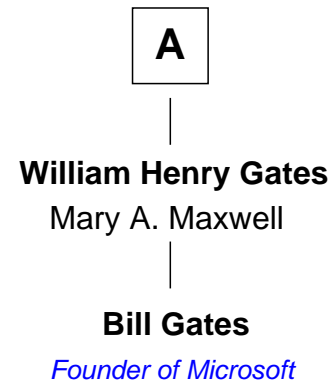 A
William Henry Gates
Mary A. Maxwell
Bill Gates
Founder of Microsoft